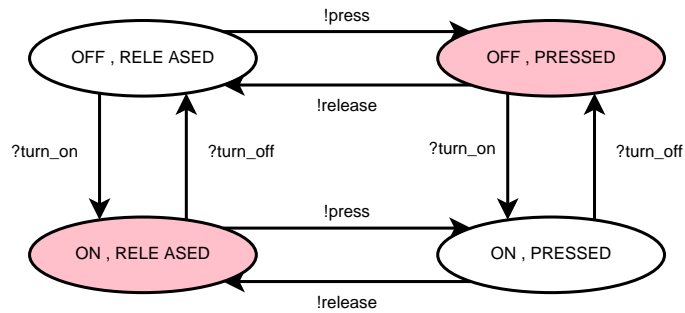 !press
OFF , RELE ASED
OFF , PRESSED
!release
?turn_on
?turn_off
?turn_on
?turn_off
!press
ON , RELE ASED
ON , PRESSED
!release